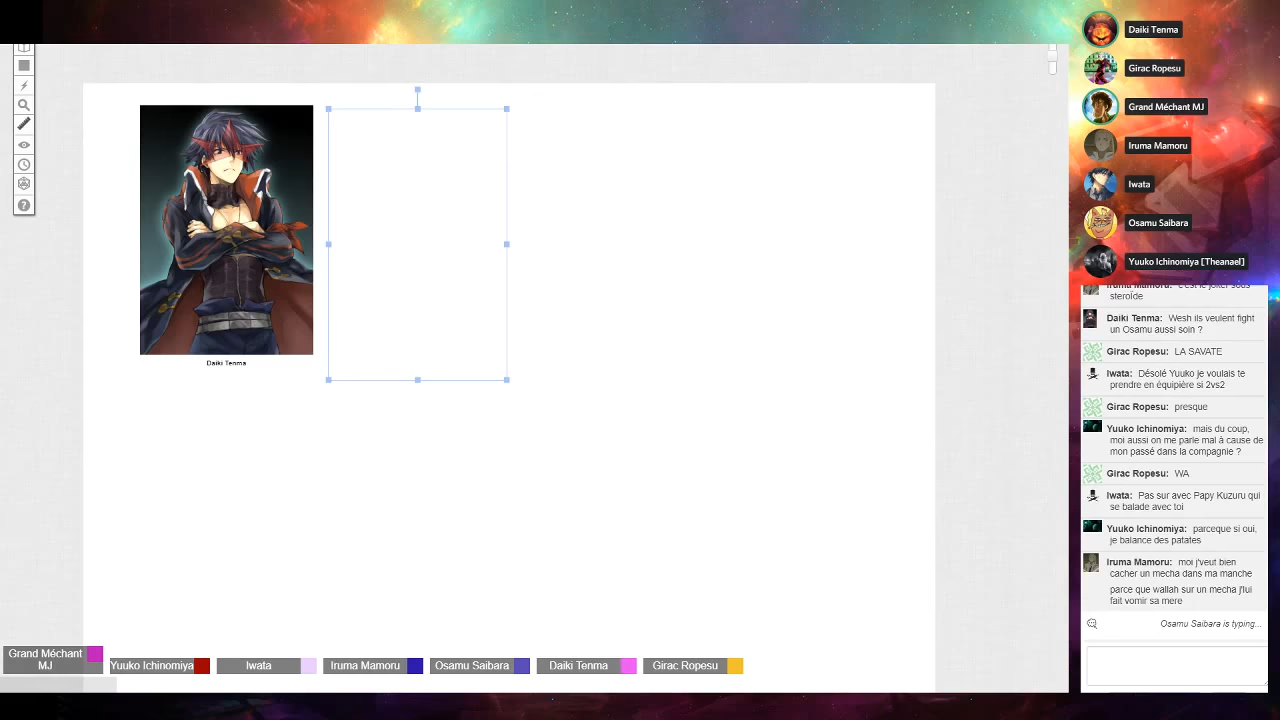 Daiki Tenma
Girac Ropesu
Grand Méchant MJ
Iruma Mamoru
Iwata
Osamu Saibara
Yuuko Ichinomiya [Theanael]
Daiki Tenma
Iruma Mamoru: c'est le joker sous
steroïde
Daiki Tenma: Wesh ils veulent fight
un Osamu aussi soin ?
Girac Ropesu: LA SAVATE
Iwata: Désolé Yuuko je voulais te
prendre en équipière si 2vs2
Girac Ropesu: presque
Yuuko Ichinomiya: mais du coup,
moi aussi on me parle mal à cause de
mon passé dans la compagnie ?
Girac Ropesu: WA
Iwata: Pas sur avec Papy Kuzuru qui
se balade avec toi
Yuuko Ichinomiya: parceque si oui,
je balance des patates
Iruma Mamoru: moi j'veut bien
cacher un mecha dans ma manche
parce que wallah sur un mecha j'lui
fait vomir sa mere
Osamu Saibara is typing...
Grand Méchant
MJ
Yuuko Ichinomiya
Iwata
Iruma Mamoru
Osamu Saibara
Daiki Tenma
Girac Ropesu